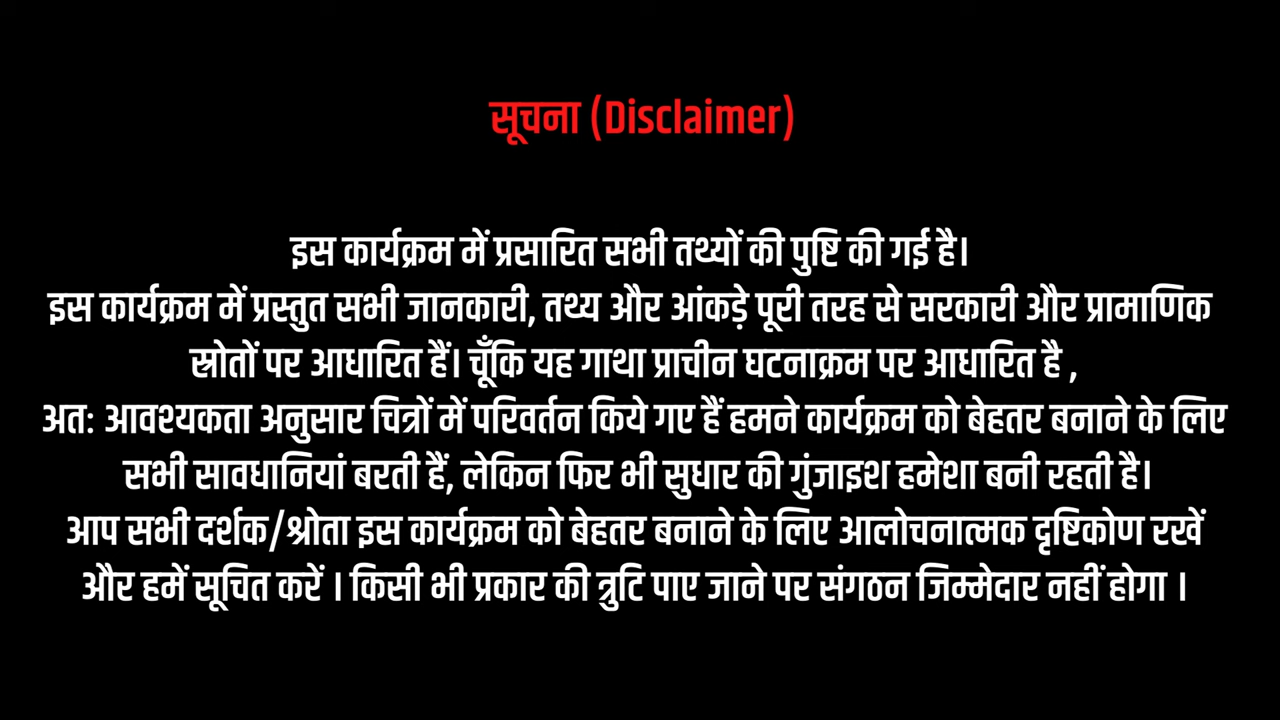 सूचना (Disclaimer)
इस कार्यक्रम में प्रसारित सभी तथ्यों की पुष्टि की गई है।
इस कार्यक्रम में प्रस्तुत सभी जानकारी, तथ्य और आंकड़े पूरी तरह से सरकारी और प्रामाणिक
स्रोतों पर आधारित हैं। चूँकि यह गाथा प्राचीन घटनाक्रम पर आधारित है ,
अत: आवश्यकता अनुसार चित्रों में परिवर्तन किये गए हैं हमने कार्यक्रम को बेहतर बनाने के लिए
सभी सावधानियां बरती हैं, लेकिन फिर भी सुधार की गुंजाइश हमेशा बनी रहती है।
आप सभी दर्शक/श्रोता इस कार्यक्रम को बेहतर बनाने के लिए आलोचनात्मक दृष्टिकोण रखें
और हमें सूचित करें । किसी भी प्रकार की त्रुटि पाए जाने पर संगठन जिम्मेदार नहीं होगा ।